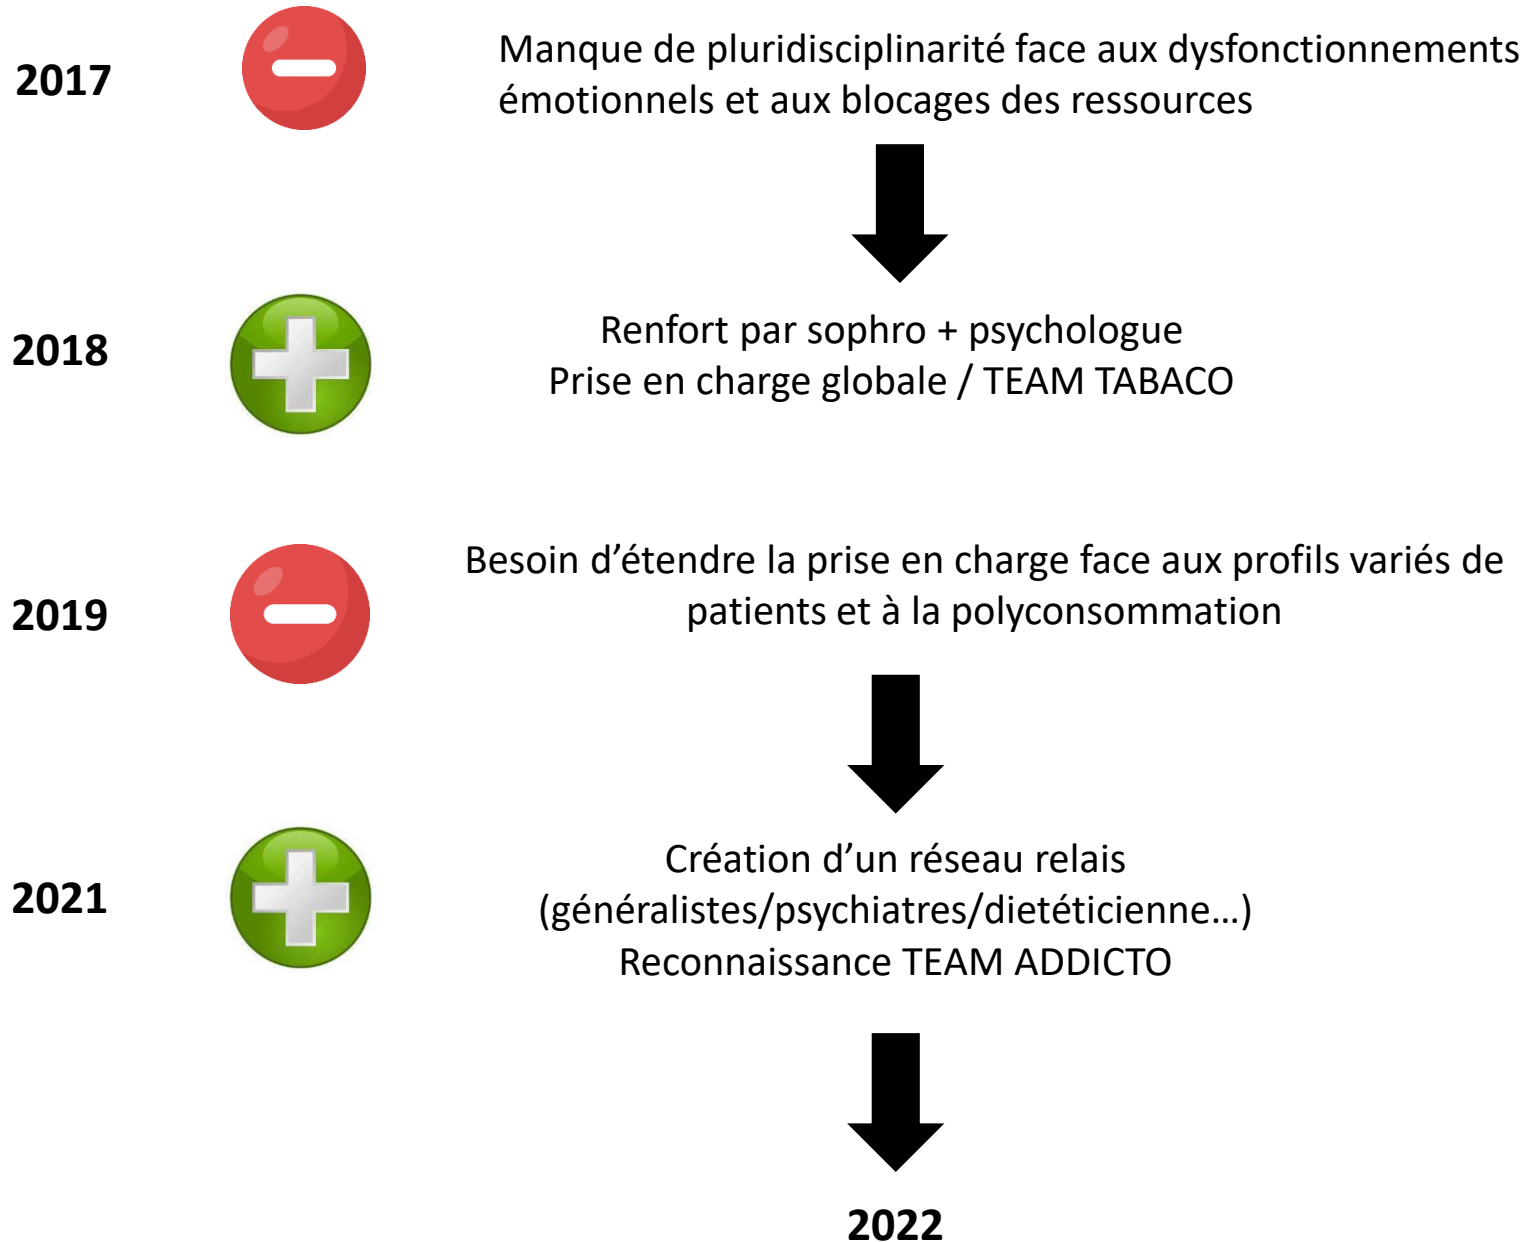 2017
Manque de pluridisciplinarité face aux dysfonctionnements
émotionnels et aux blocages des ressources
2018
Renfort par sophro + psychologue
Prise en charge globale / TEAM TABACO
2019
Besoin d’étendre la prise en charge face aux profils variés de
patients et à la polyconsommation
2021
Création d’un réseau relais
(généralistes/psychiatres/dietéticienne…)
Reconnaissance TEAM ADDICTO
2022